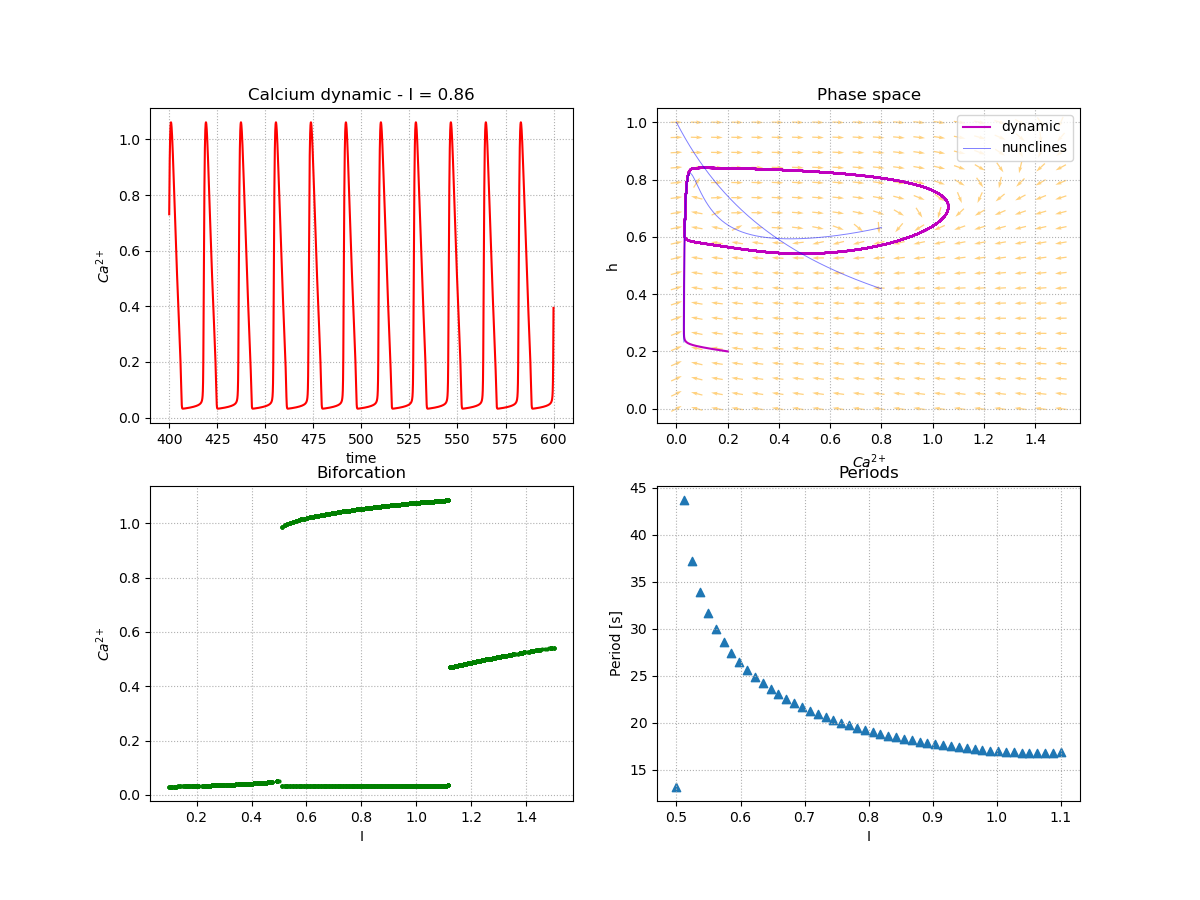 Calcium dynamic - I = 0.86
Ca²⁺
1.0
0.8
0.6
0.4
0.2
0.0
400 425 450 475 500 525 550 575 600
time
Phase space
h
1.0
0.8
0.6
0.4
0.2
0.0
dynamic
nunclines
0.0 0.2 0.4 0.6 0.8 1.0 1.2 1.4
Ca²⁺
Biforcation
Ca²⁺
1.0
0.8
0.6
0.4
0.2
0.0
0.2 0.4 0.6 0.8 1.0 1.2 1.4
I
Periods
Period [s]
45
40
35
30
25
20
15
0.5 0.6 0.7 0.8 0.9 1.0 1.1
I